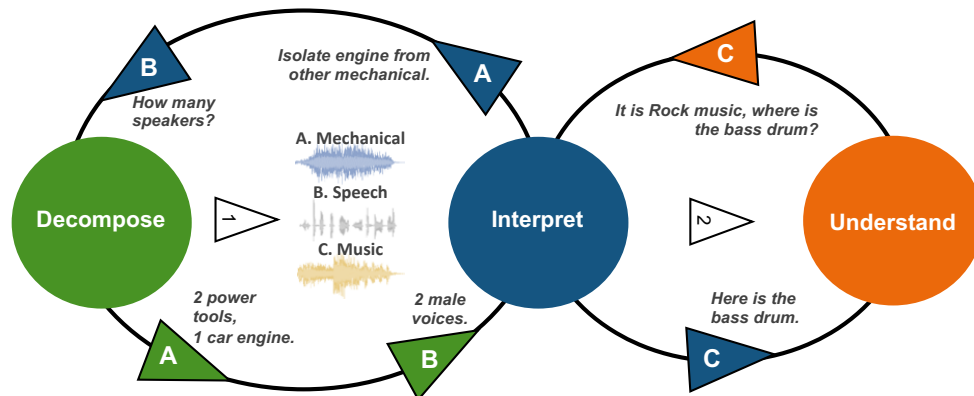 B
Isolate engine from
other mechanical.
A
C
How many
speakers?
It is Rock music, where is
the bass drum?
A. Mechanical
Decompose
1
B. Speech
Interpret
2
Understand
C. Music
2 power
tools,
1 car engine.
2 male
voices.
Here is the
bass drum.
A
B
C